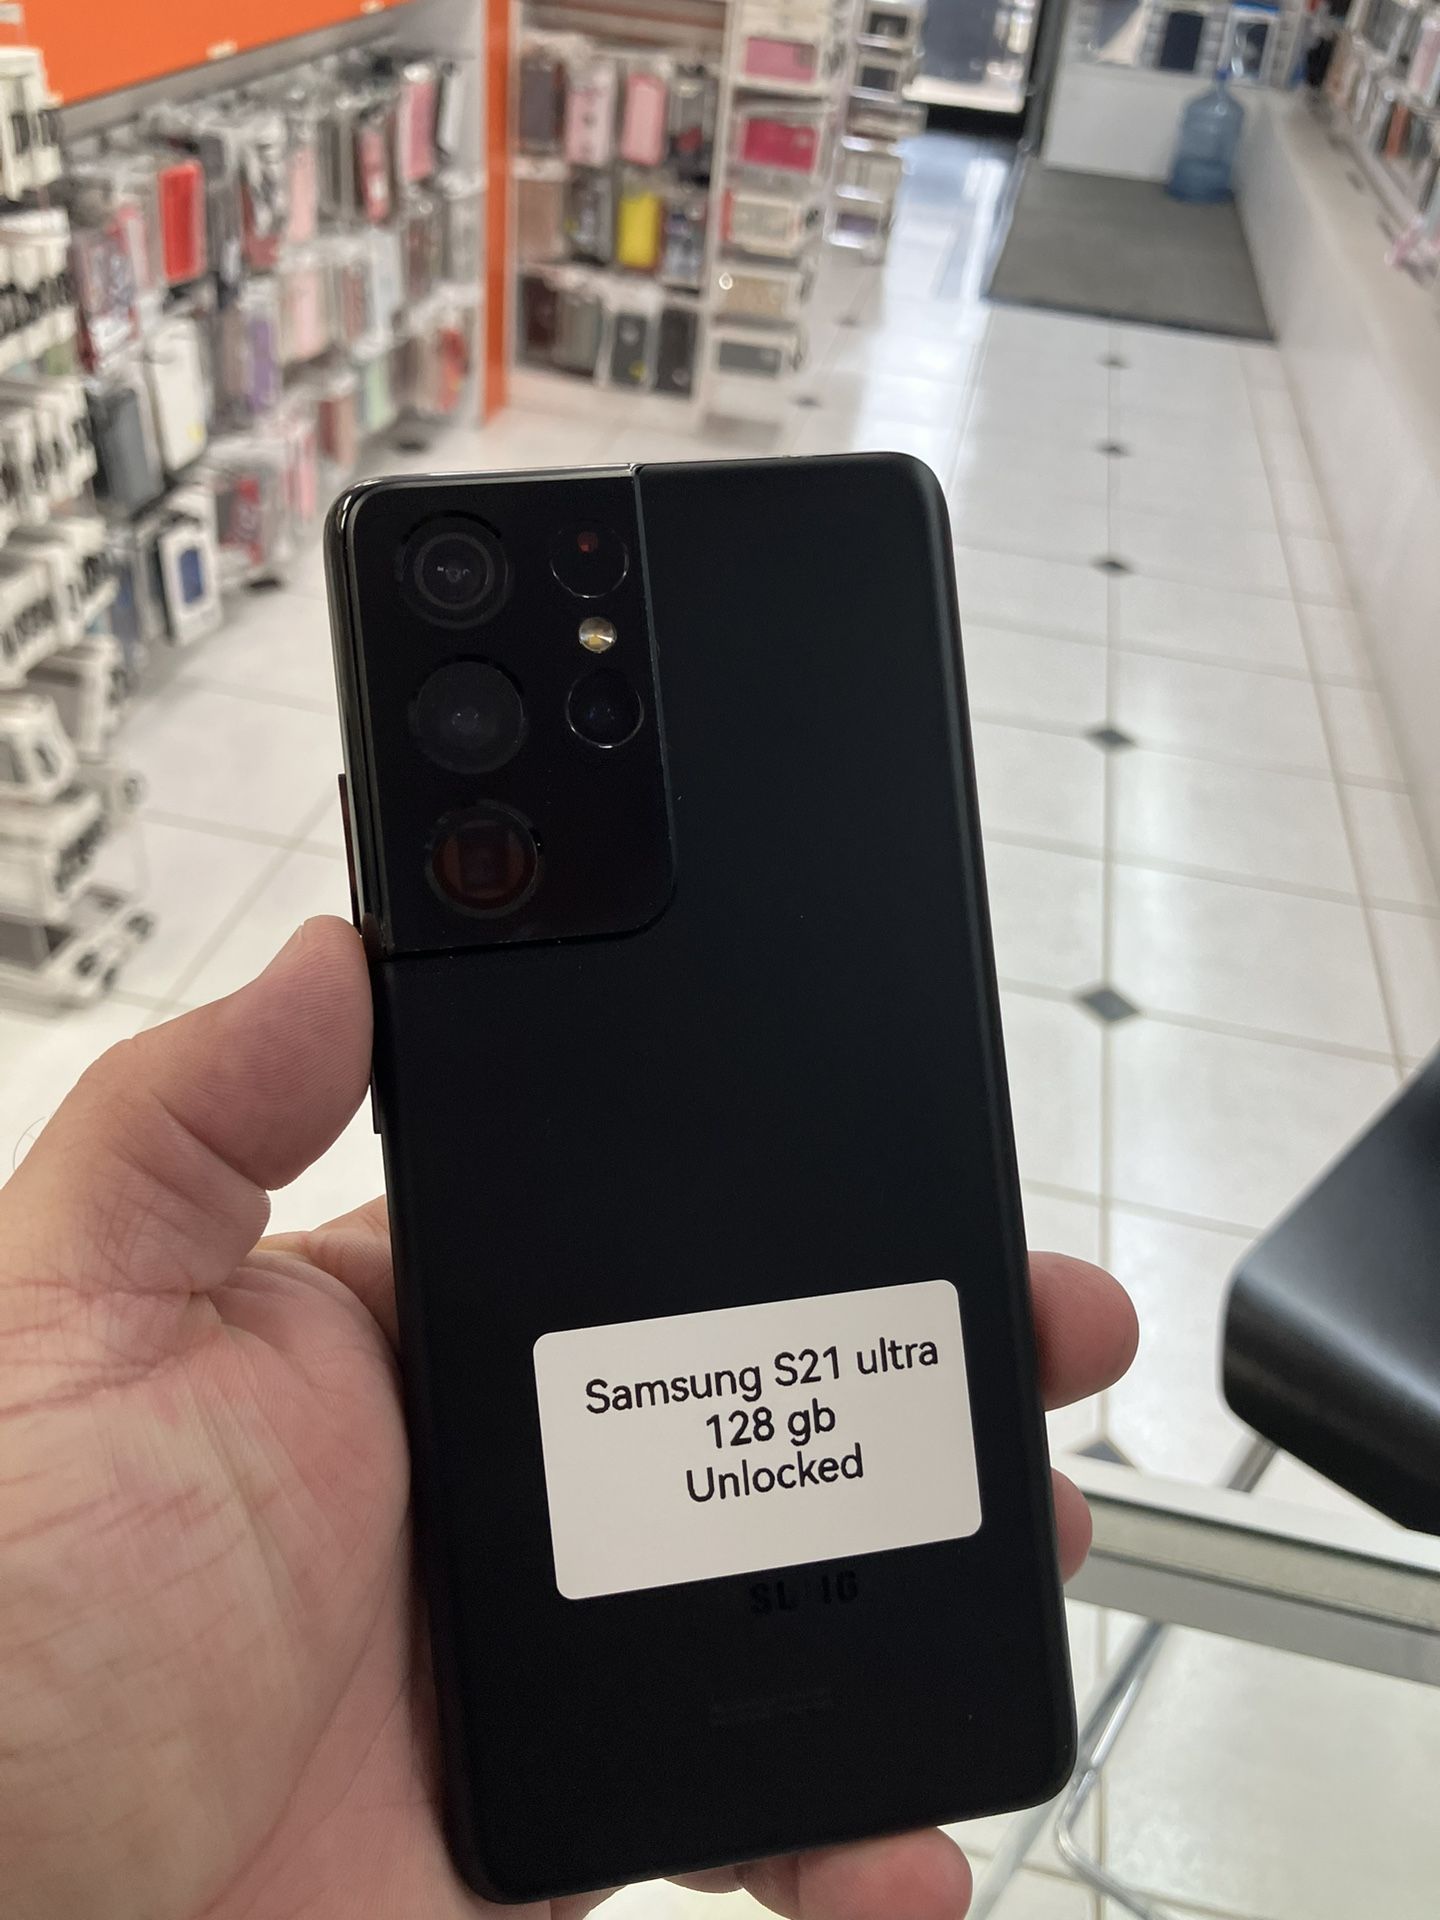 Samsung S21 ultra
128 gb
Unlocked